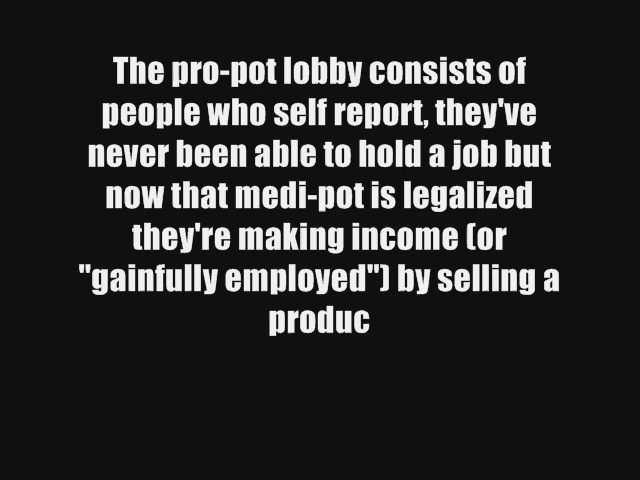 The pro-pot lobby consists of
people who self report, they've
never been able to hold a job but
now that medi-pot is legalized
they're making income (or
"gainfully employed") by selling a
produc